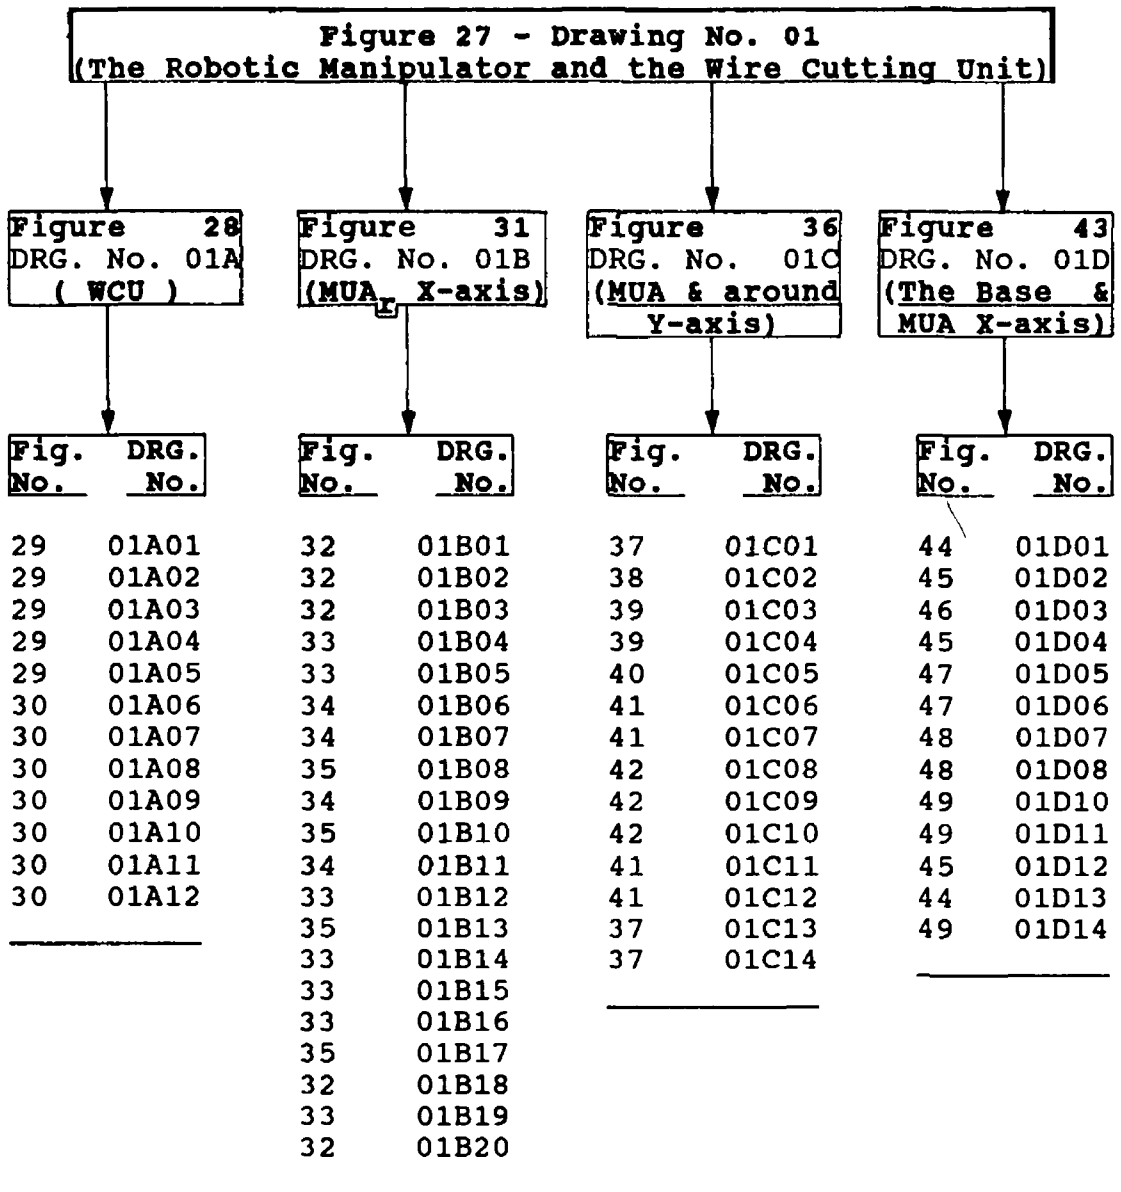 Figure 27 - Drawing No. 01
(The Robotic Manipulator and the Wire Cutting Unit)
Figure 28
DRG. No. 01A
( WCU )
Figure 31
DRG. No. 01B
(MUAr X-axis)
Figure 36
DRG. No. 01C
(MUA & around
Y-axis)
Figure 43
DRG. No. 01D
(The Base &
MUA X-axis)
Fig. DRG.
No. No.
29 01A01
29 01A02
29 01A03
29 01A04
29 01A05
30 01A06
30 01A07
30 01A08
30 01A09
30 01A10
30 01A11
30 01A12
Fig. DRG.
No. No.
32 01B01
32 01B02
32 01B03
33 01B04
33 01B05
34 01B06
34 01B07
35 01B08
34 01B09
35 01B10
34 01B11
33 01B12
35 01B13
33 01B14
33 01B15
33 01B16
35 01B17
32 01B18
33 01B19
32 01B20
Fig. DRG.
No. No.
37 01C01
38 01C02
39 01C03
39 01C04
40 01C05
41 01C06
41 01C07
42 01C08
42 01C09
42 01C10
41 01C11
41 01C12
37 01C13
37 01C14
Fig. DRG.
No. No.
44 01D01
45 01D02
46 01D03
45 01D04
47 01D05
47 01D06
48 01D07
48 01D08
49 01D10
49 01D11
45 01D12
44 01D13
49 01D14